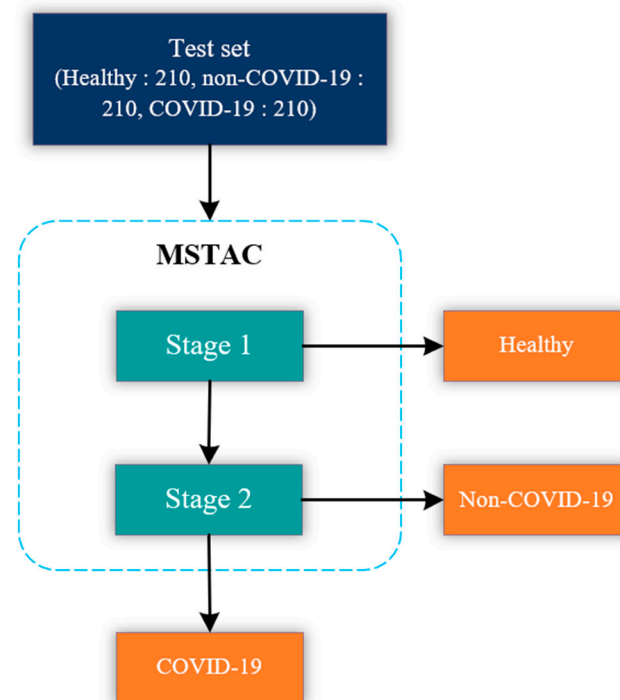 Test set
(Healthy : 210, non-COVID-19 :
210, COVID-19 : 210)
MSTAC
Stage 1
Healthy
Stage 2
Non-COVID-19
COVID-19